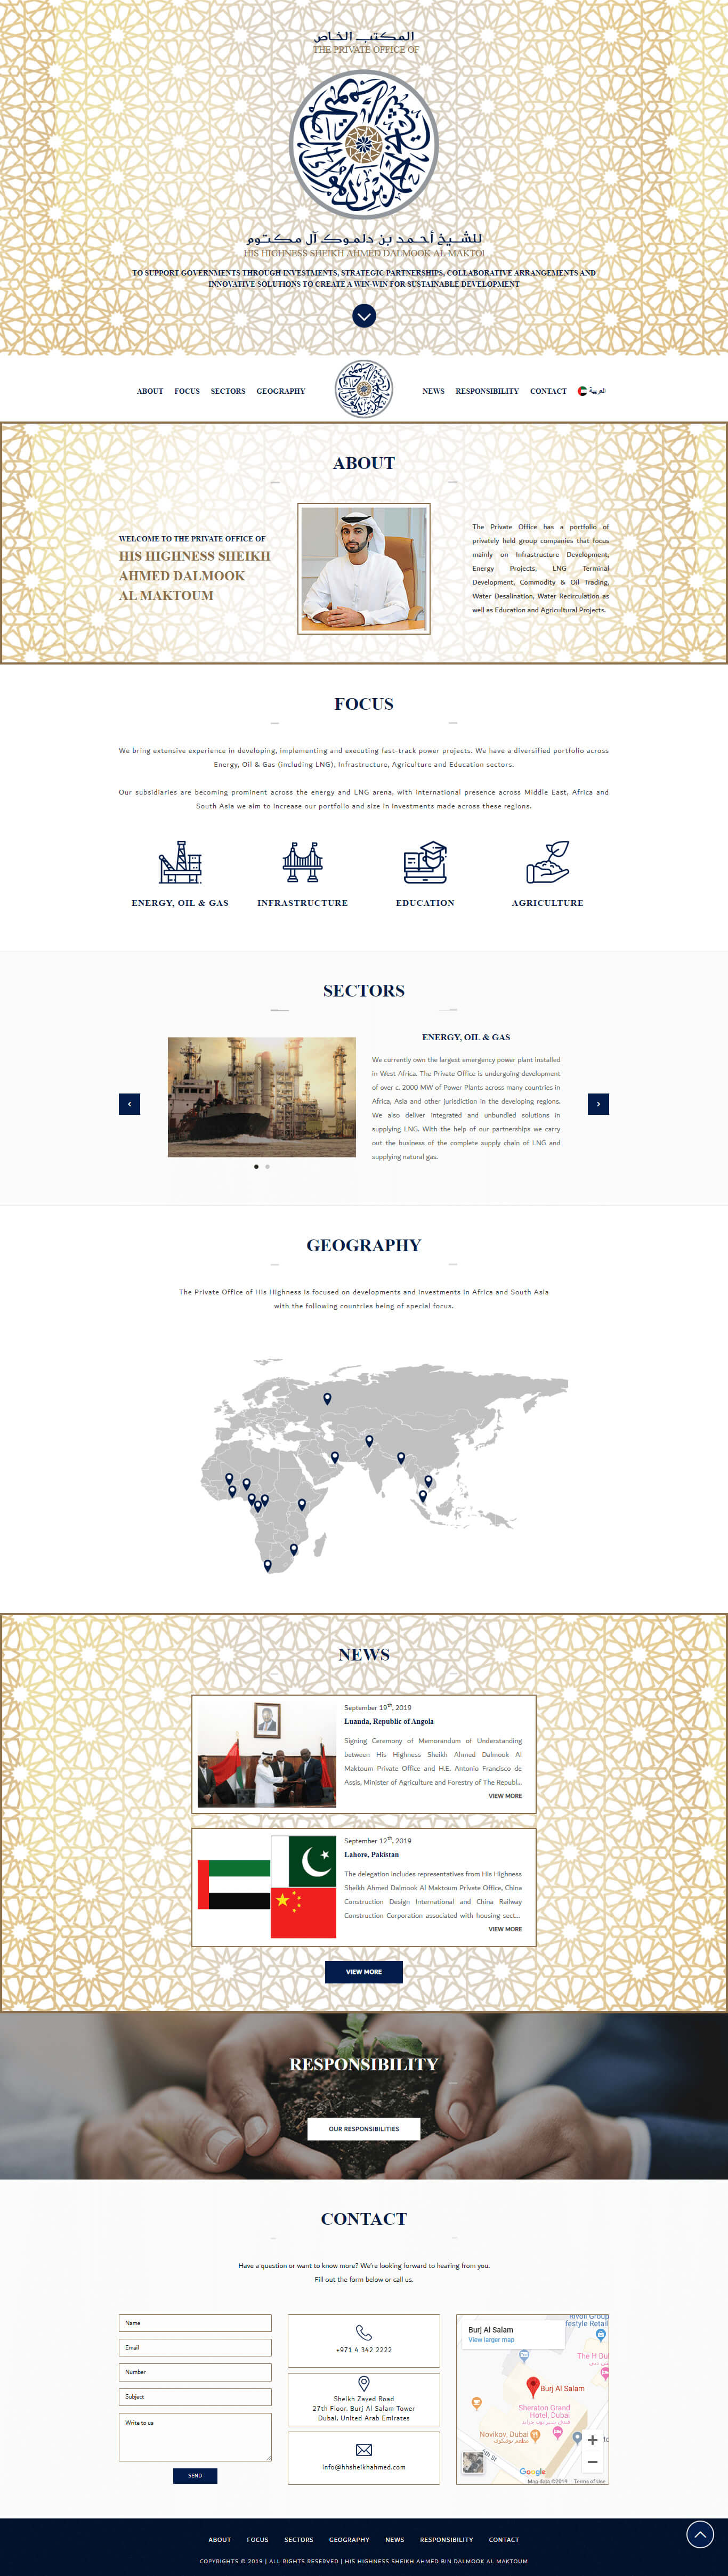 المكتب الخاص
THE PRIVATE OFFICE OF
للشيخ أحمد بن دلموك آل مكتوم
HIS HIGHNESS SHEIKH AHMED DALMOOK AL MAKTO
TO SUPPORT GOVERNMENTS THROUGH INVESTMENTS, STRATEGIC PARTNERSHIPS, COLLABORATIVE ARRANGEMENTS AND
INNOVATIVE SOLUTIONS TO CREATE A WIN-WIN FOR SUSTAINABLE DEVELOPMENT
ABOUT FOCUS SECTORS GEOGRAPHY NEWS RESPONSIBILITY CONTACT العربية
ABOUT
WELCOME TO THE PRIVATE OFFICE OF
HIS HIGHNESS SHEIKH
AHMED DALMOOK
AL MAKTOUM
The Private Office has a portfolio of
privately held group companies that focus
mainly on Infrastructure Development,
Energy Projects, LNG Terminal
Development, Commodity & Oil Trading,
Water Desalination, Water Recirculation as
well as Education and Agricultural Projects.
FOCUS
We bring extensive experience in developing, implementing and executing fast-track power projects. We have a diversified portfolio across
Energy, Oil & Gas (including LNG), Infrastructure, Agriculture and Education sectors.
Our subsidiaries are becoming prominent across the energy and LNG arena, with international presence across Middle East, Africa and
South Asia we aim to increase our portfolio and size in investments made across these regions.
ENERGY, OIL & GAS
INFRASTRUCTURE
EDUCATION
AGRICULTURE
SECTORS
ENERGY, OIL & GAS
We currently own the largest emergency power plant installed
in West Africa. The Private Office is undergoing development
of over c. 2000 MW of Power Plants across many countries in
Africa, Asia and other jurisdiction in the developing regions.
We also deliver integrated and unbundled solutions in
supplying LNG. With the help of our partnerships we carry
out the business of the complete supply chain of LNG and
supplying natural gas.
GEOGRAPHY
The Private Office of His Highness is focused on developments and investments in Africa and South Asia
with the following countries being of special focus.
NEWS
September 19th, 2019
Luanda, Republic of Angola
Signing Ceremony of Memorandum of Understanding
between His Highness Sheikh Ahmed Dalmook Al
Maktoum Private Office and H.E. Antonio Francisco de
Assis, Minister of Agriculture and Forestry of The Republ...
VIEW MORE
September 12th, 2019
Lahore, Pakistan
The delegation includes representatives from His Highness
Sheikh Ahmed Dalmook Al Maktoum Private Office, China
Construction Design International and China Railway
Construction Corporation associated with housing sect...
VIEW MORE
VIEW MORE
RESPONSIBILITY
OUR RESPONSIBILITIES
CONTACT
Have a question or want to know more? We're looking forward to hearing from you.
Fill out the form below or call us.
Name
Email
Number
Subject
Write to us
SEND
+971 4 342 2222
Sheikh Zayed Road
27th Floor, Burj Al Salam Tower
Dubai, United Arab Emirates
info@hhsheikhahmed.com
Rivoli Group
festyle Retail
Burj Al Salam
View larger map
The H Du
Burj Al Salam
Sheraton Grand
Hotel, Dubai
Novikov, Dubai
4th St
Google
Map data ©2019 Terms of Use
ABOUT FOCUS SECTORS GEOGRAPHY NEWS RESPONSIBILITY CONTACT
COPYRIGHTS © 2019 | ALL RIGHTS RESERVED | HIS HIGHNESS SHEIKH AHMED BIN DALMOOK AL MAKTOUM